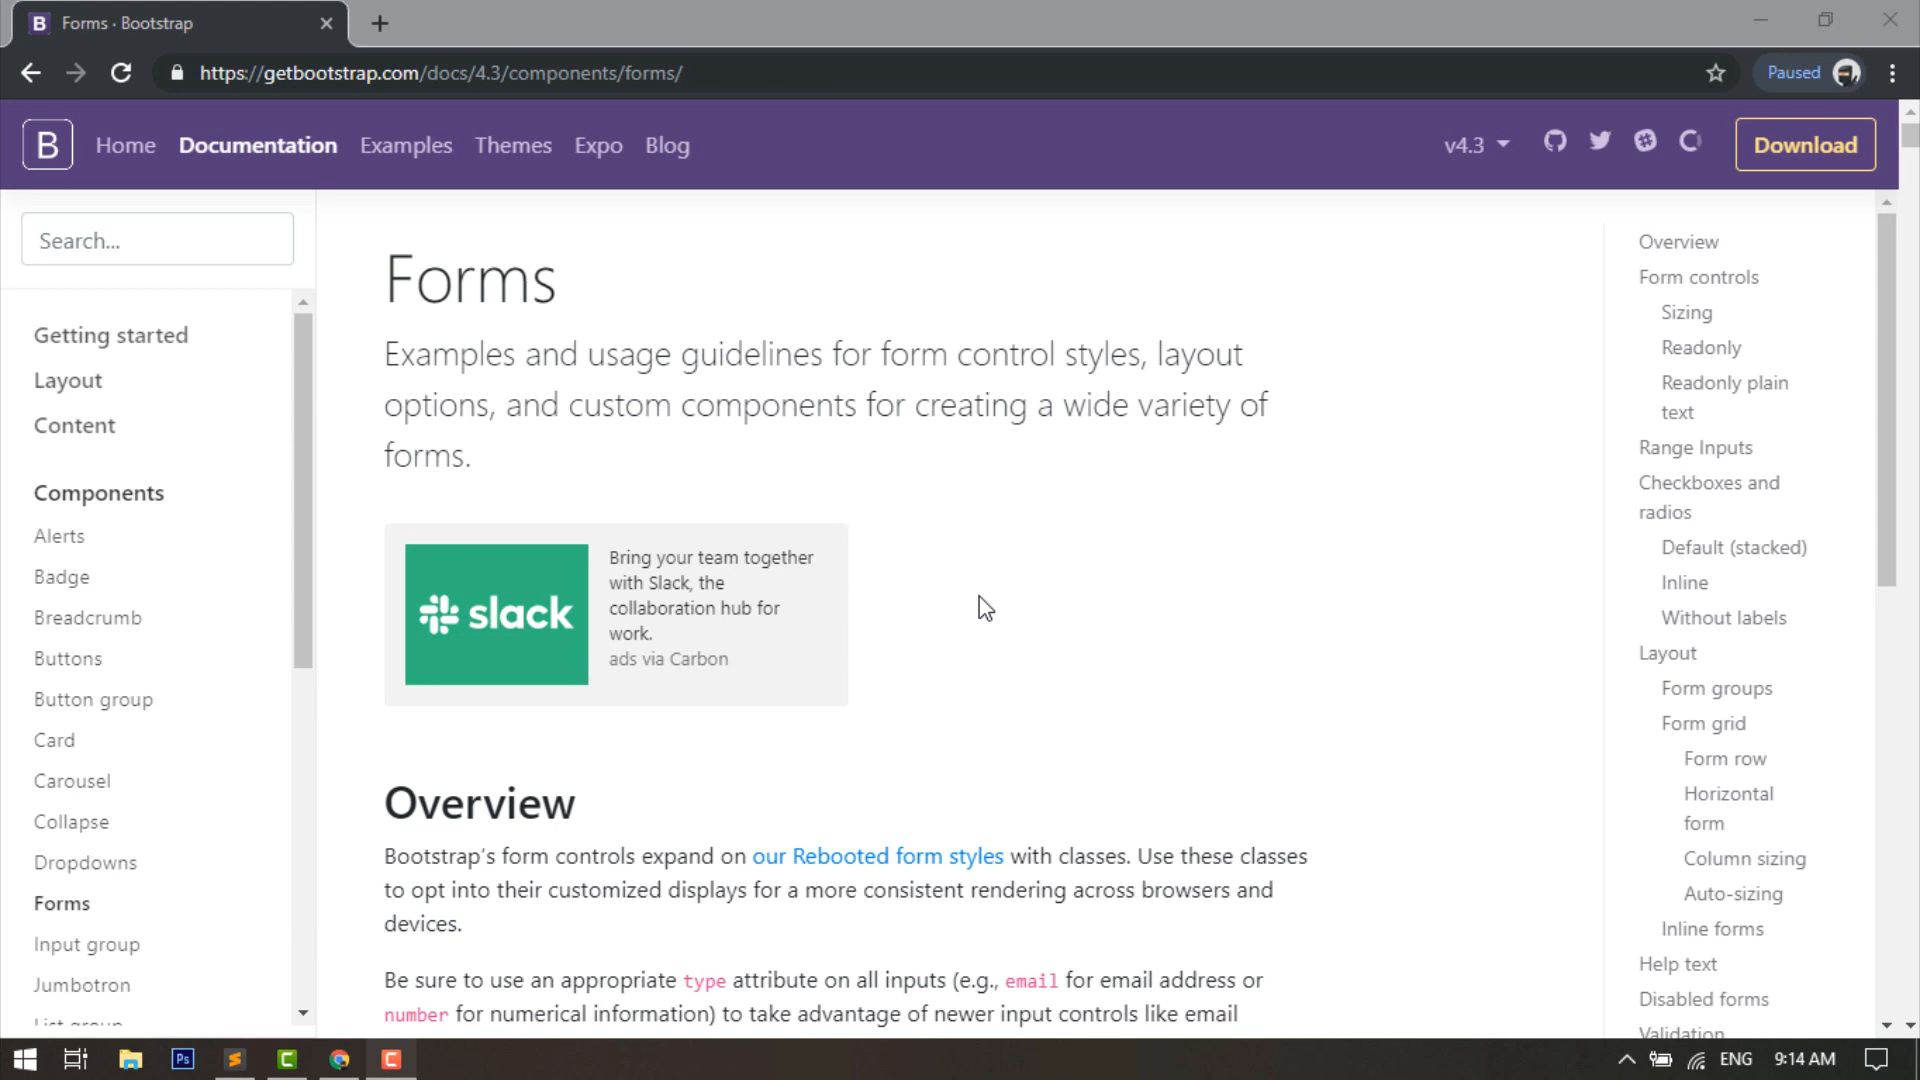 B Forms · Bootstrap
https://getbootstrap.com/docs/4.3/components/forms/
Paused
B Home Documentation Examples Themes Expo Blog v4.3 Download
Search...
Getting started
Layout
Content
Components
Alerts
Badge
Breadcrumb
Buttons
Button group
Card
Carousel
Collapse
Dropdowns
Forms
Input group
Jumbotron
List group
Forms
Examples and usage guidelines for form control styles, layout
options, and custom components for creating a wide variety of
forms.
slack
Bring your team together
with Slack, the
collaboration hub for
work.
ads via Carbon
Overview
Bootstrap's form controls expand on our Rebooted form styles with classes. Use these classes
to opt into their customized displays for a more consistent rendering across browsers and
devices.
Be sure to use an appropriate type attribute on all inputs (e.g., email for email address or
number for numerical information) to take advantage of newer input controls like email
Overview
Form controls
Sizing
Readonly
Readonly plain
text
Range Inputs
Checkboxes and
radios
Default (stacked)
Inline
Without labels
Layout
Form groups
Form grid
Form row
Horizontal
form
Column sizing
Auto-sizing
Inline forms
Help text
Disabled forms
Validation
Ps C C
ENG 9:14 AM